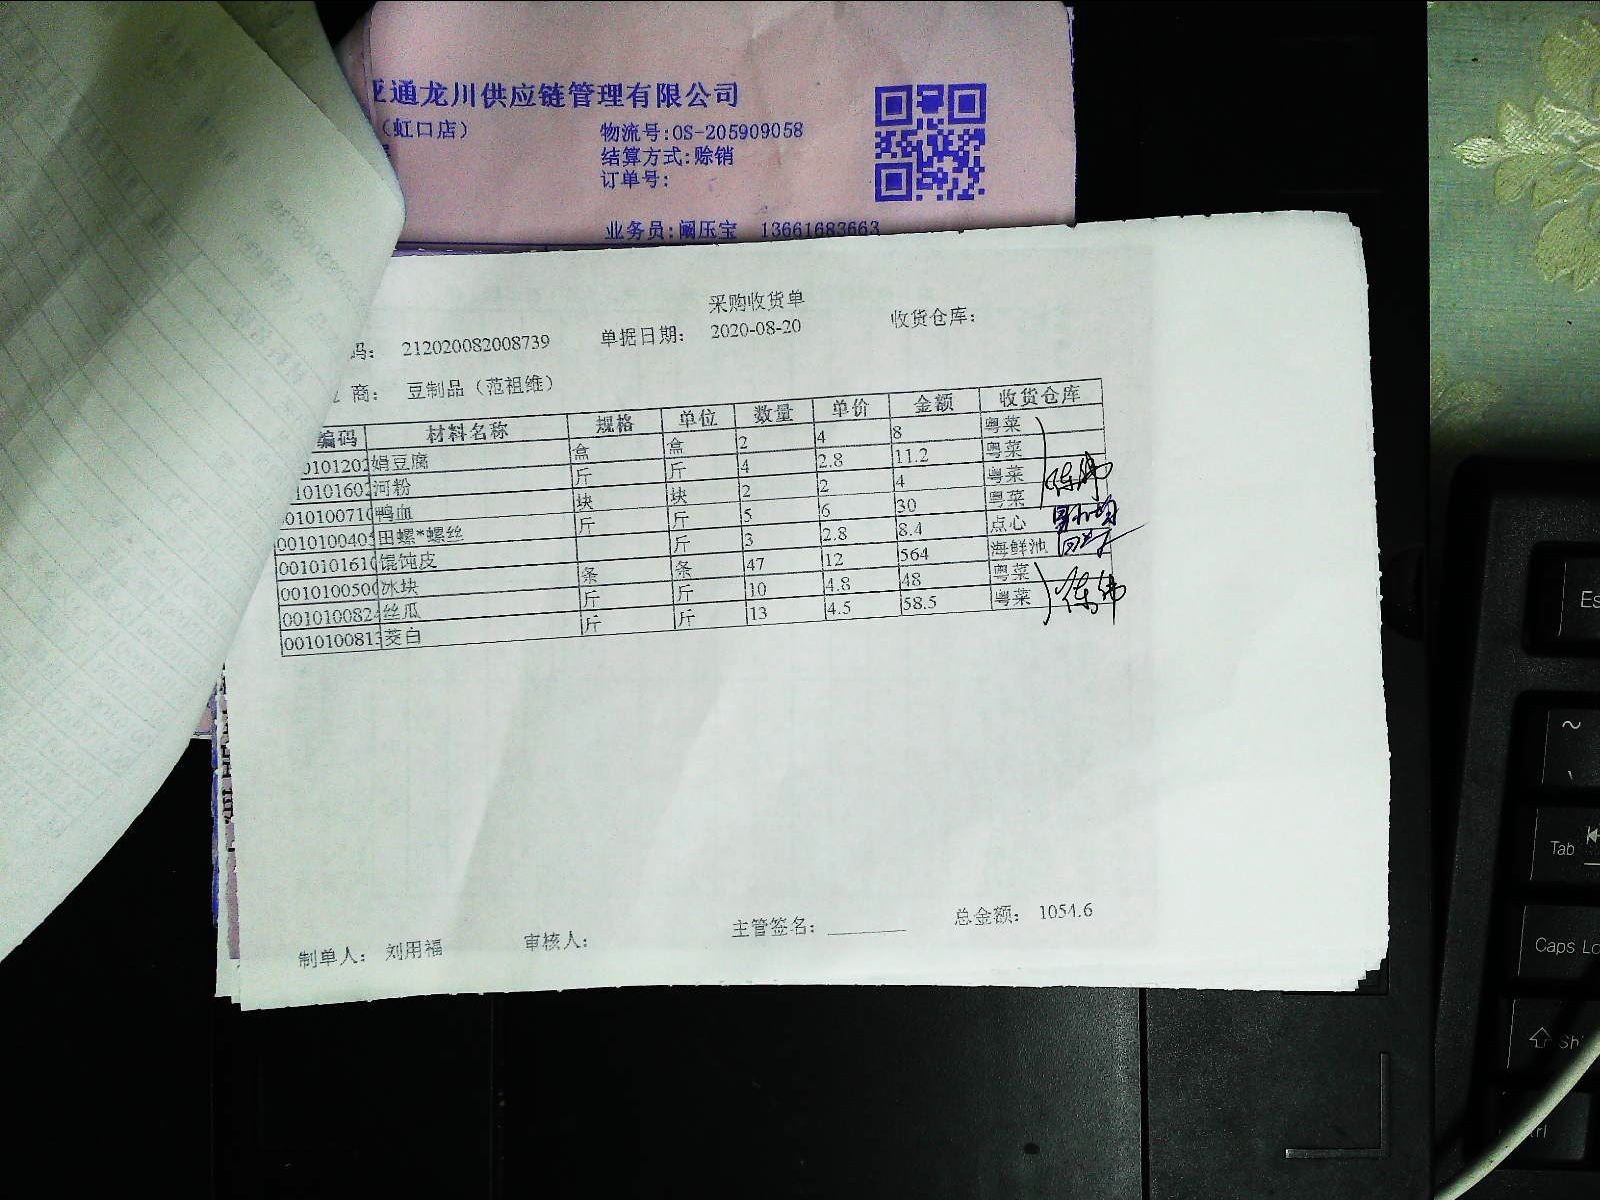 亚通龙川供应链管理有限公司
（虹口店） 物流号:OS-205909058
结算方式:赊销
订单号:
业务员:阚压宝 13661683663
采购收货单
码: 212020082008739 单据日期: 2020-08-20 收货仓库:
商: 豆制品（范祖维）
编码 材料名称 规格 单位 数量 单价 金额 收货仓库
0101202 娟豆腐 盒 盒 2 4 8 粤菜
10101602 河粉 斤 斤 4 2.8 11.2 粤菜
010100710 鸭血 块 块 2 2 4 粤菜
0010100405 田螺*螺丝 斤 斤 5 6 30 粤菜
0010101610 馄饨皮 斤 3 2.8 8.4 点心
0010100500 冰块 条 条 47 12 564 海鲜池
0010100824 丝瓜 斤 斤 10 4.8 48 粤菜
0010100813 茭白 斤 斤 13 4.5 58.5 粤菜
制单人: 刘用福 审核人: 主管签名: 总金额: 1054.6
Tab
Caps Lo